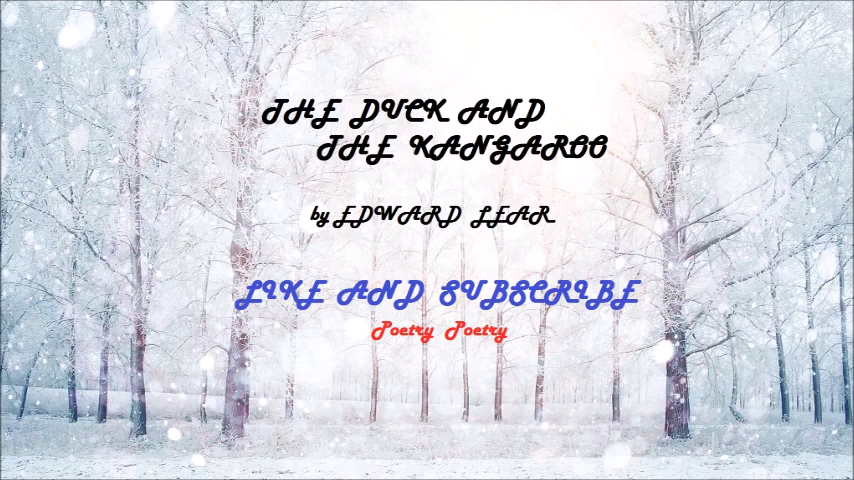 THE DUCK AND
THE KANGAROO
by EDWARD LEAR
LIKE AND SUBSCRIBE
Poetry Poetry